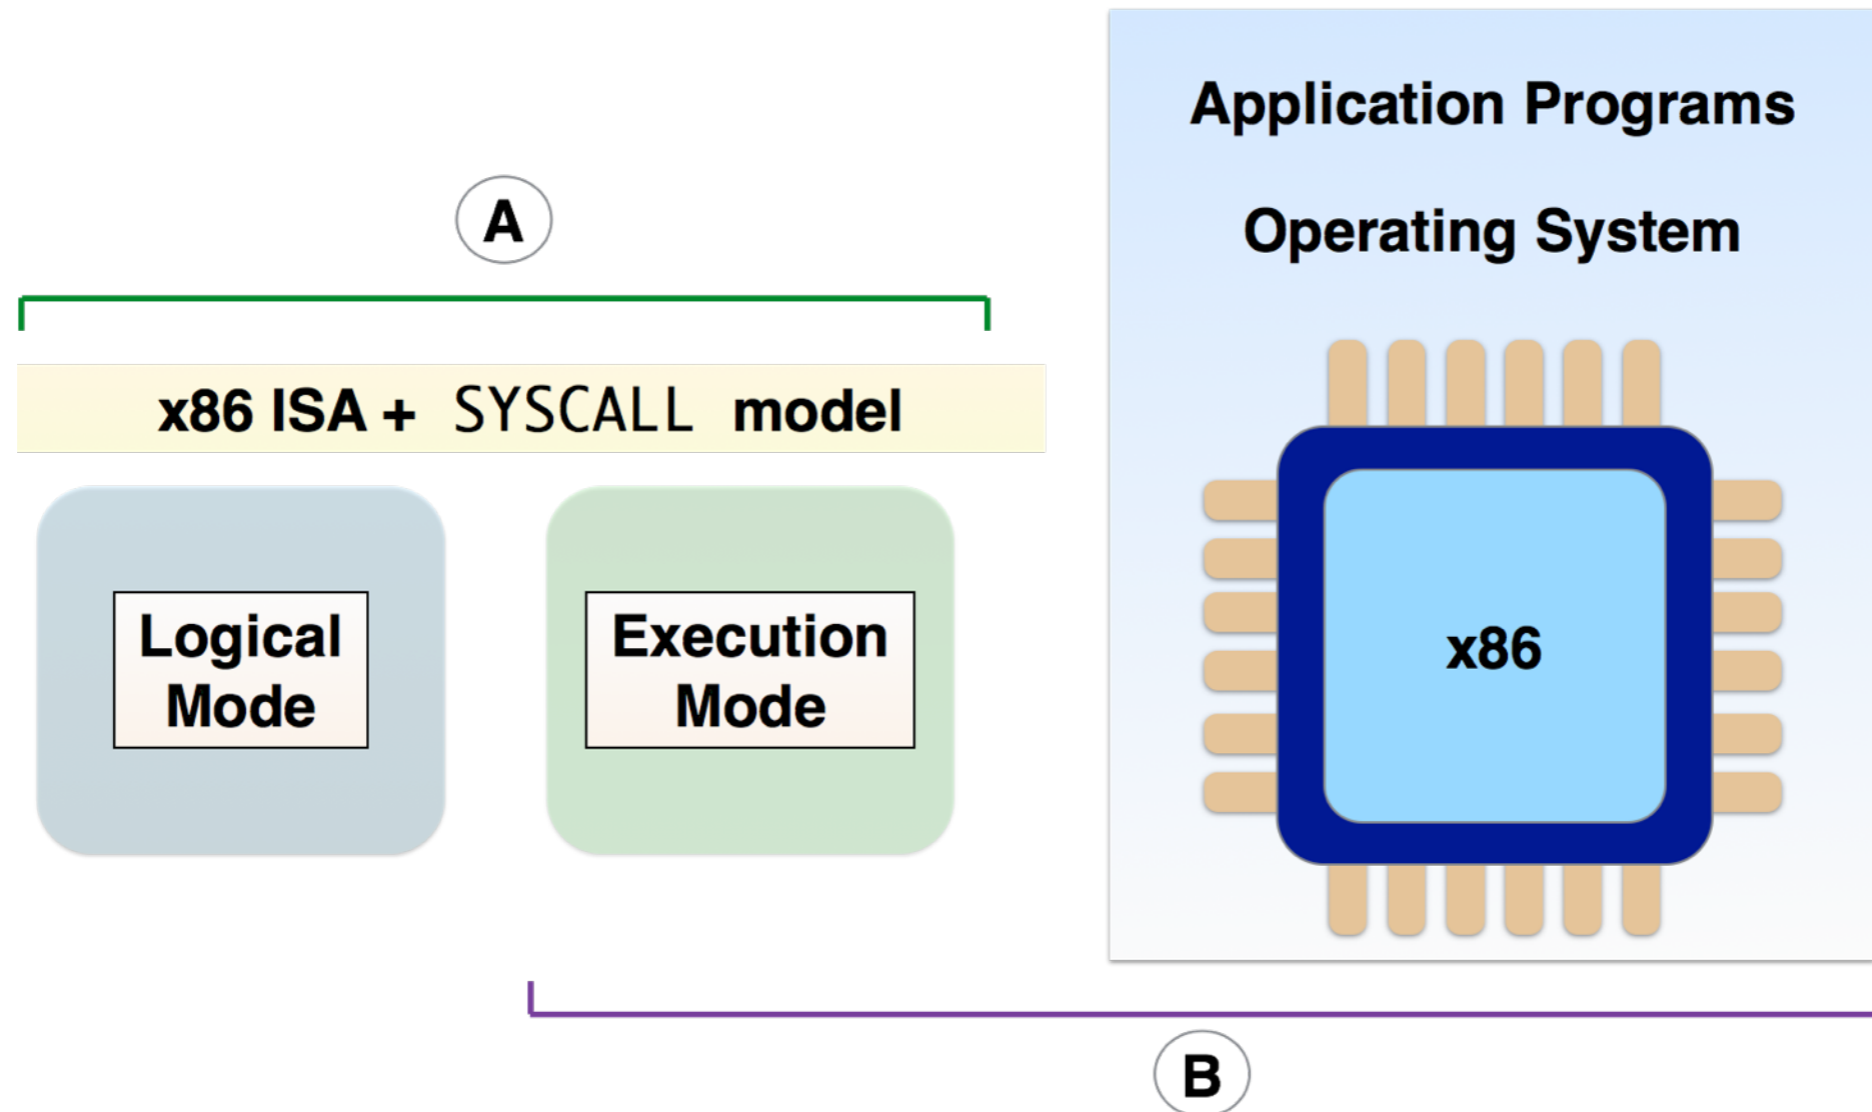 A
x86 ISA + SYSCALL model
Logical
Mode
Execution
Mode
Application Programs
Operating System
x86
B